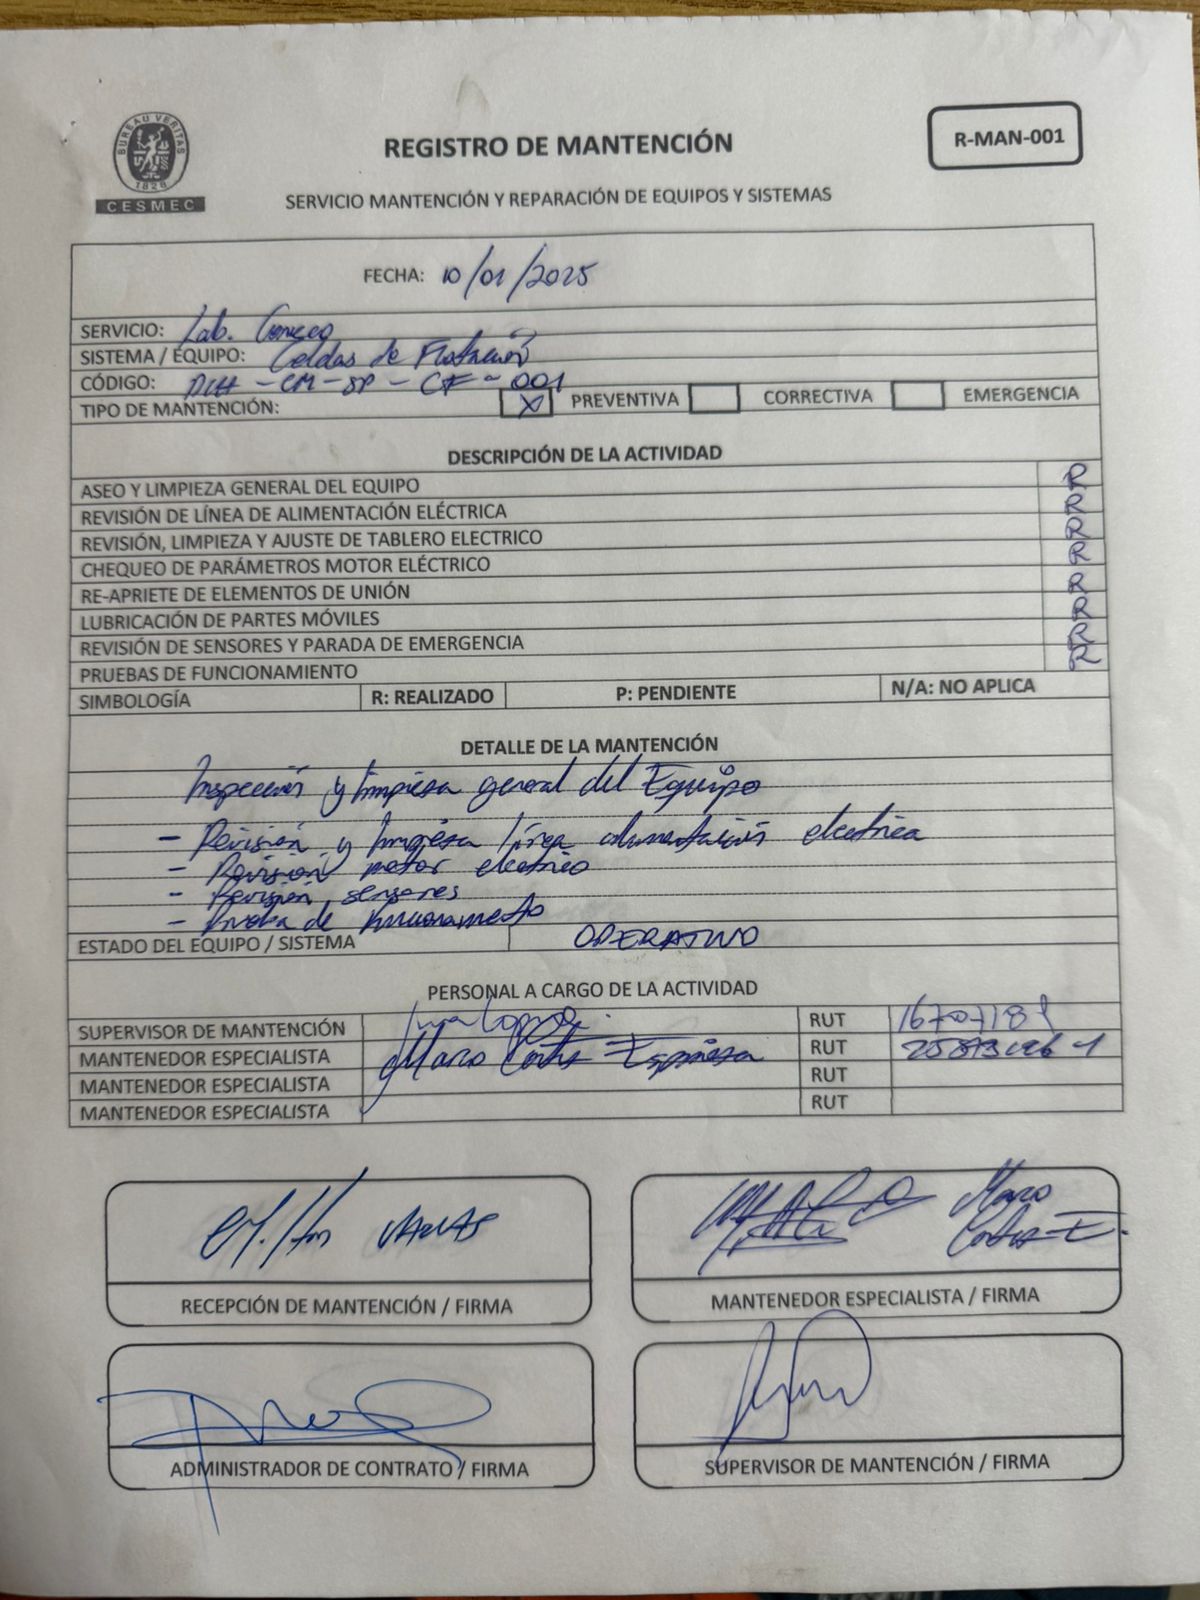 BUREAU VERITAS
1828
CESMEC
REGISTRO DE MANTENCIÓN
R-MAN-001
SERVICIO MANTENCIÓN Y REPARACIÓN DE EQUIPOS Y SISTEMAS
FECHA: 10/01/2025
SERVICIO: Lab.
SISTEMA / EQUIPO: Celdas de Flotación
CÓDIGO: DCH-CM-SP-CF-001
TIPO DE MANTENCIÓN: X PREVENTIVA CORRECTIVA EMERGENCIA
DESCRIPCIÓN DE LA ACTIVIDAD
ASEO Y LIMPIEZA GENERAL DEL EQUIPO R
REVISIÓN DE LÍNEA DE ALIMENTACIÓN ELÉCTRICA R
REVISIÓN, LIMPIEZA Y AJUSTE DE TABLERO ELECTRICO R
CHEQUEO DE PARÁMETROS MOTOR ELÉCTRICO R
RE-APRIETE DE ELEMENTOS DE UNIÓN R
LUBRICACIÓN DE PARTES MÓVILES R
REVISIÓN DE SENSORES Y PARADA DE EMERGENCIA R
PRUEBAS DE FUNCIONAMIENTO R
SIMBOLOGÍA R: REALIZADO P: PENDIENTE N/A: NO APLICA
DETALLE DE LA MANTENCIÓN
Inspección y limpiesa general del Equipo
- Revisión y limpiesa línea alimentación electrica
- Revisión motor electrico
- Revisión sensores
- Prueba de funcionamento
ESTADO DEL EQUIPO / SISTEMA OPERATIVO
PERSONAL A CARGO DE LA ACTIVIDAD
SUPERVISOR DE MANTENCIÓN RUT
MANTENEDOR ESPECIALISTA Marco Cortes Espinosa RUT
MANTENEDOR ESPECIALISTA RUT
MANTENEDOR ESPECIALISTA RUT
Marco
Cortes E.
RECEPCIÓN DE MANTENCIÓN / FIRMA
MANTENEDOR ESPECIALISTA / FIRMA
ADMINISTRADOR DE CONTRATO / FIRMA
SUPERVISOR DE MANTENCIÓN / FIRMA